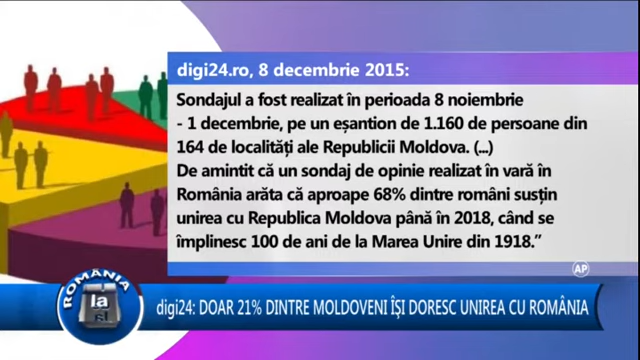 digi24.ro, 8 decembrie 2015:
Sondajul a fost realizat în perioada 8 noiembrie
- 1 decembrie, pe un eșantion de 1.160 de persoane din
164 de localități ale Republicii Moldova. (...)
De amintit că un sondaj de opinie realizat în vară în
România arăta că aproape 68% dintre români susțin
unirea cu Republica Moldova până în 2018, când se
împlinesc 100 de ani de la Marea Unire din 1918.”
AP
ROMÂNIA
la
digi24: DOAR 21% DINTRE MOLDOVENI ÎŞI DORESC UNIREA CU ROMÂNIA